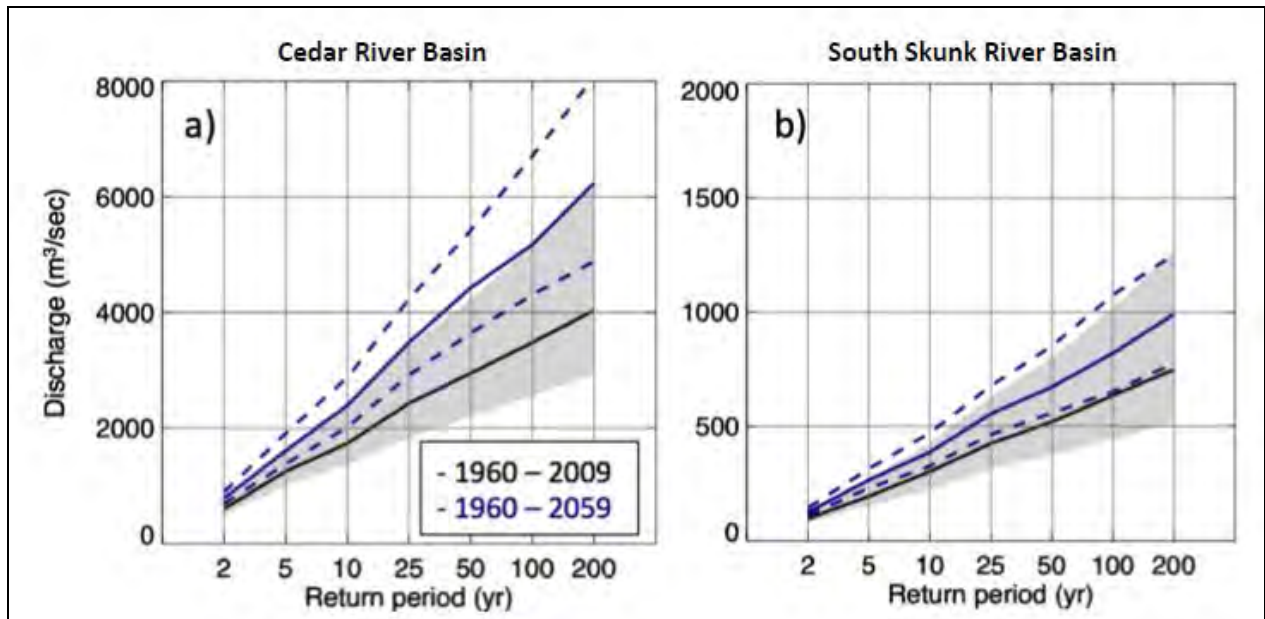 Cedar River Basin
a)
Discharge (m³/sec)
8000
6000
4000
2000
0
2 5 10 25 50 100 200
Return period (yr)
- 1960 – 2009
- 1960 – 2059
South Skunk River Basin
b)
2000
1500
1000
500
0
2 5 10 25 50 100 200
Return period (yr)